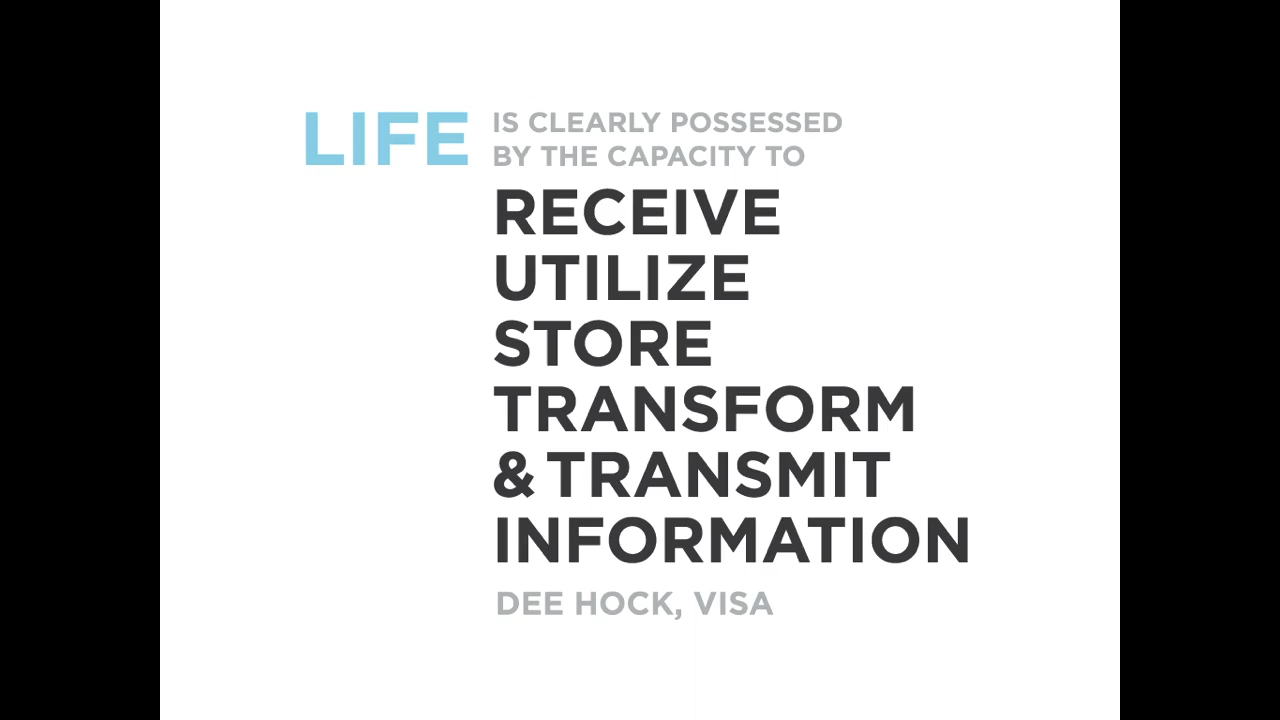 LIFE IS CLEARLY POSSESSED
BY THE CAPACITY TO
RECEIVE
UTILIZE
STORE
TRANSFORM
& TRANSMIT
INFORMATION
DEE HOCK, VISA